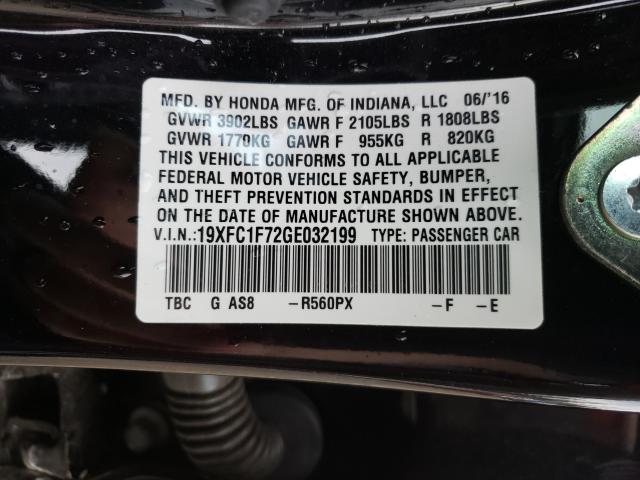 MFD. BY HONDA MFG. OF INDIANA, LLC 06/'16
GVWR 3902LBS GAWR F 2105LBS R 1808LBS
GVWR 1770KG GAWR F 955KG R 820KG
THIS VEHICLE CONFORMS TO ALL APPLICABLE
FEDERAL MOTOR VEHICLE SAFETY, BUMPER,
AND THEFT PREVENTION STANDARDS IN EFFECT
ON THE DATE OF MANUFACTURE SHOWN ABOVE.
V.I.N.:19XFC1F72GE032199 TYPE: PASSENGER CAR
TBC G AS8 –R560PX –F –E